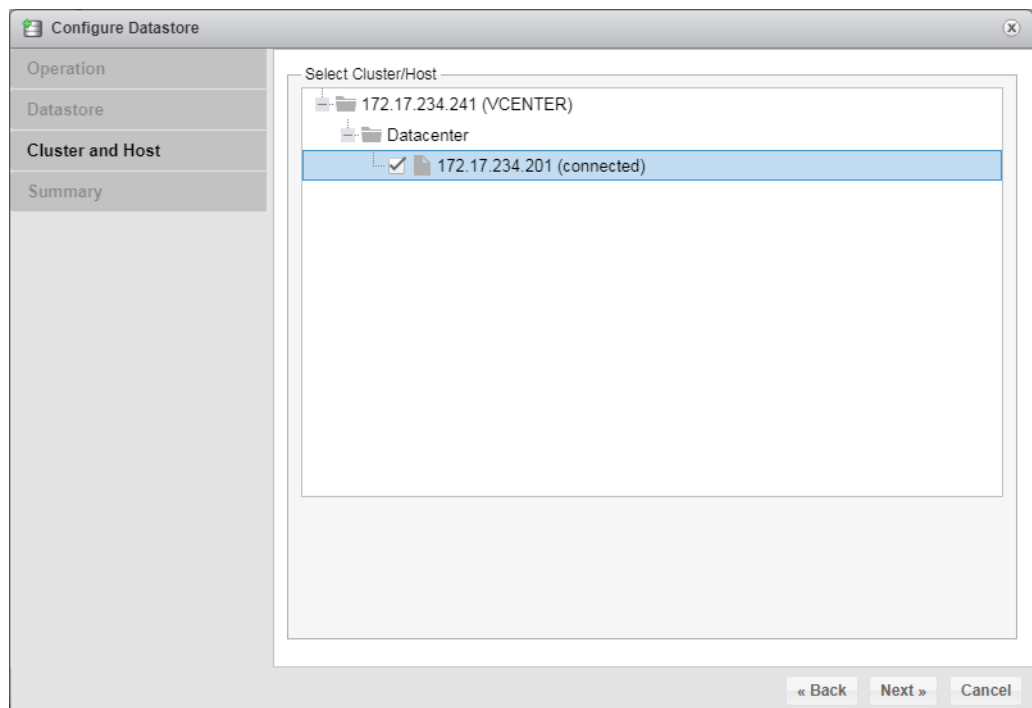 Configure Datastore
Operation
Datastore
Cluster and Host
Summary
Select Cluster/Host
172.17.234.241 (VCENTER)
Datacenter
172.17.234.201 (connected)
« Back Next » Cancel